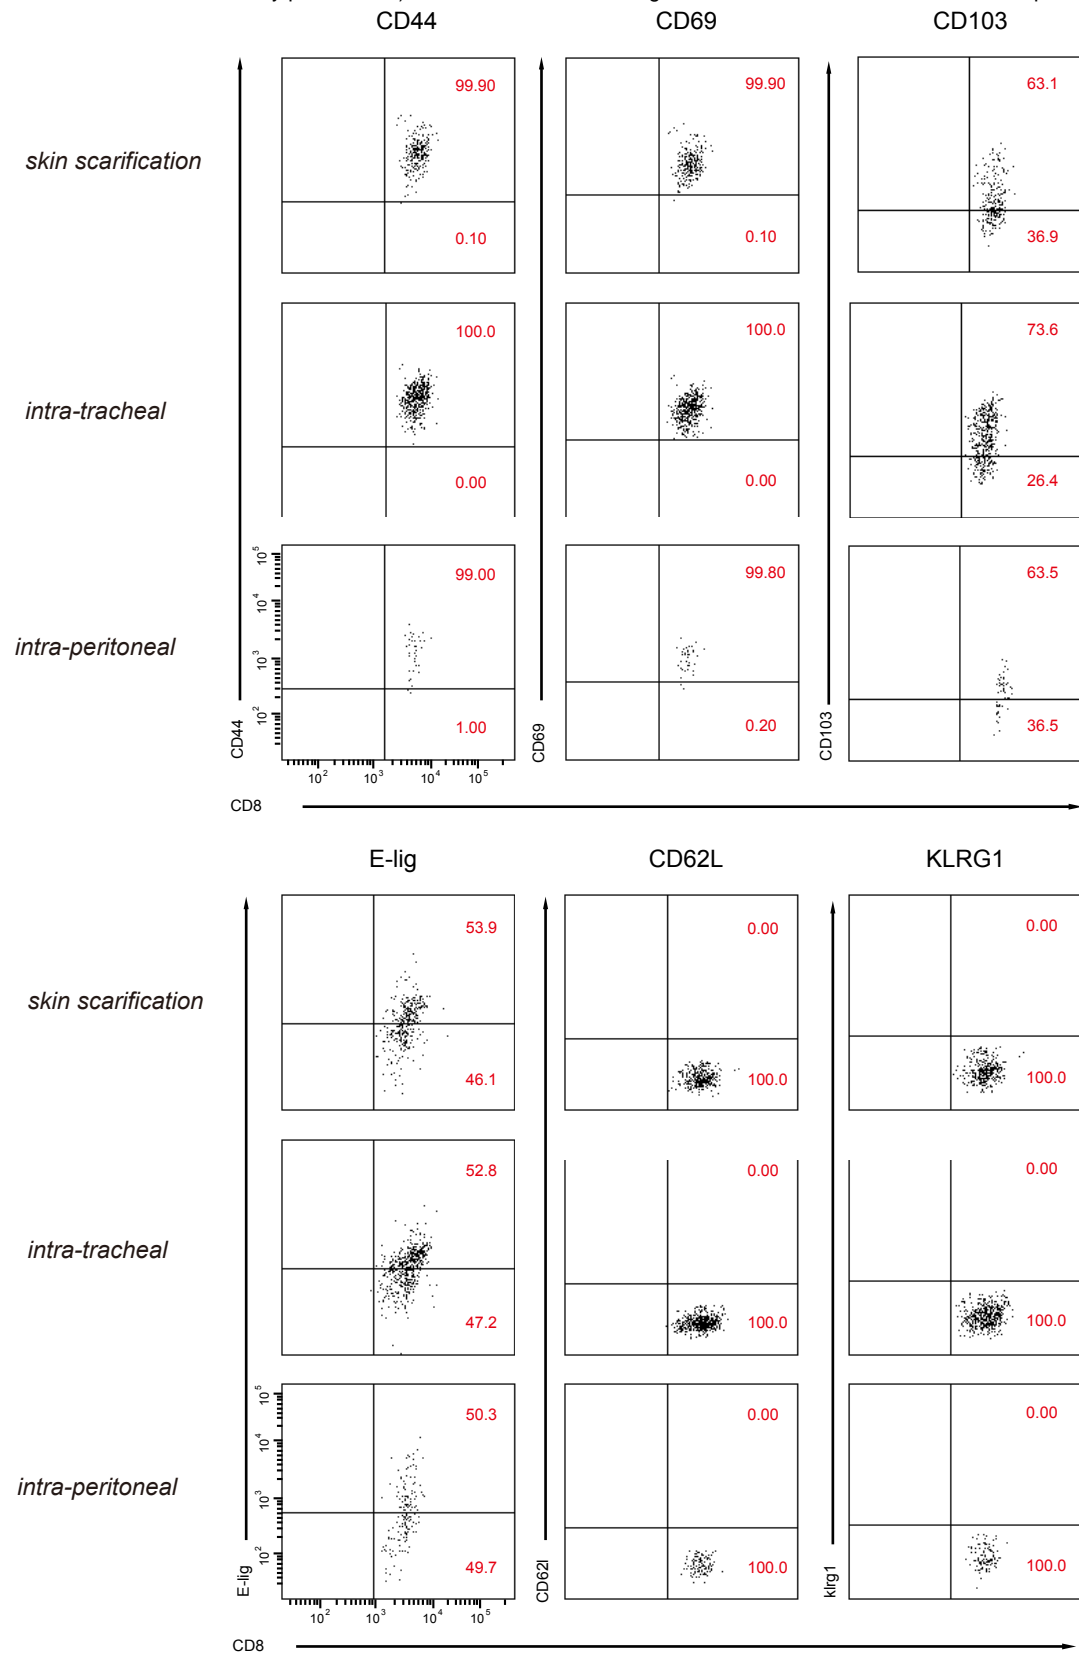 CD44 CD69 CD103
99.90 99.90 63.1
skin scarification
0.10 0.10 36.9
100.0 100.0 73.6
intra-tracheal
0.00 0.00 26.4
10^5
99.00 99.80 63.5
10^4
intra-peritoneal
10^3
10^2
1.00 0.20 36.5
CD44 CD69 CD103
10^2 10^3 10^4 10^5
CD8
E-lig CD62L KLRG1
53.9 0.00 0.00
skin scarification
46.1 100.0 100.0
52.8 0.00 0.00
intra-tracheal
47.2 100.0 100.0
10^5
50.3 0.00 0.00
10^4
intra-peritoneal
10^3
10^2
49.7 100.0 100.0
E-lig CD62l klrg1
10^2 10^3 10^4 10^5
CD8